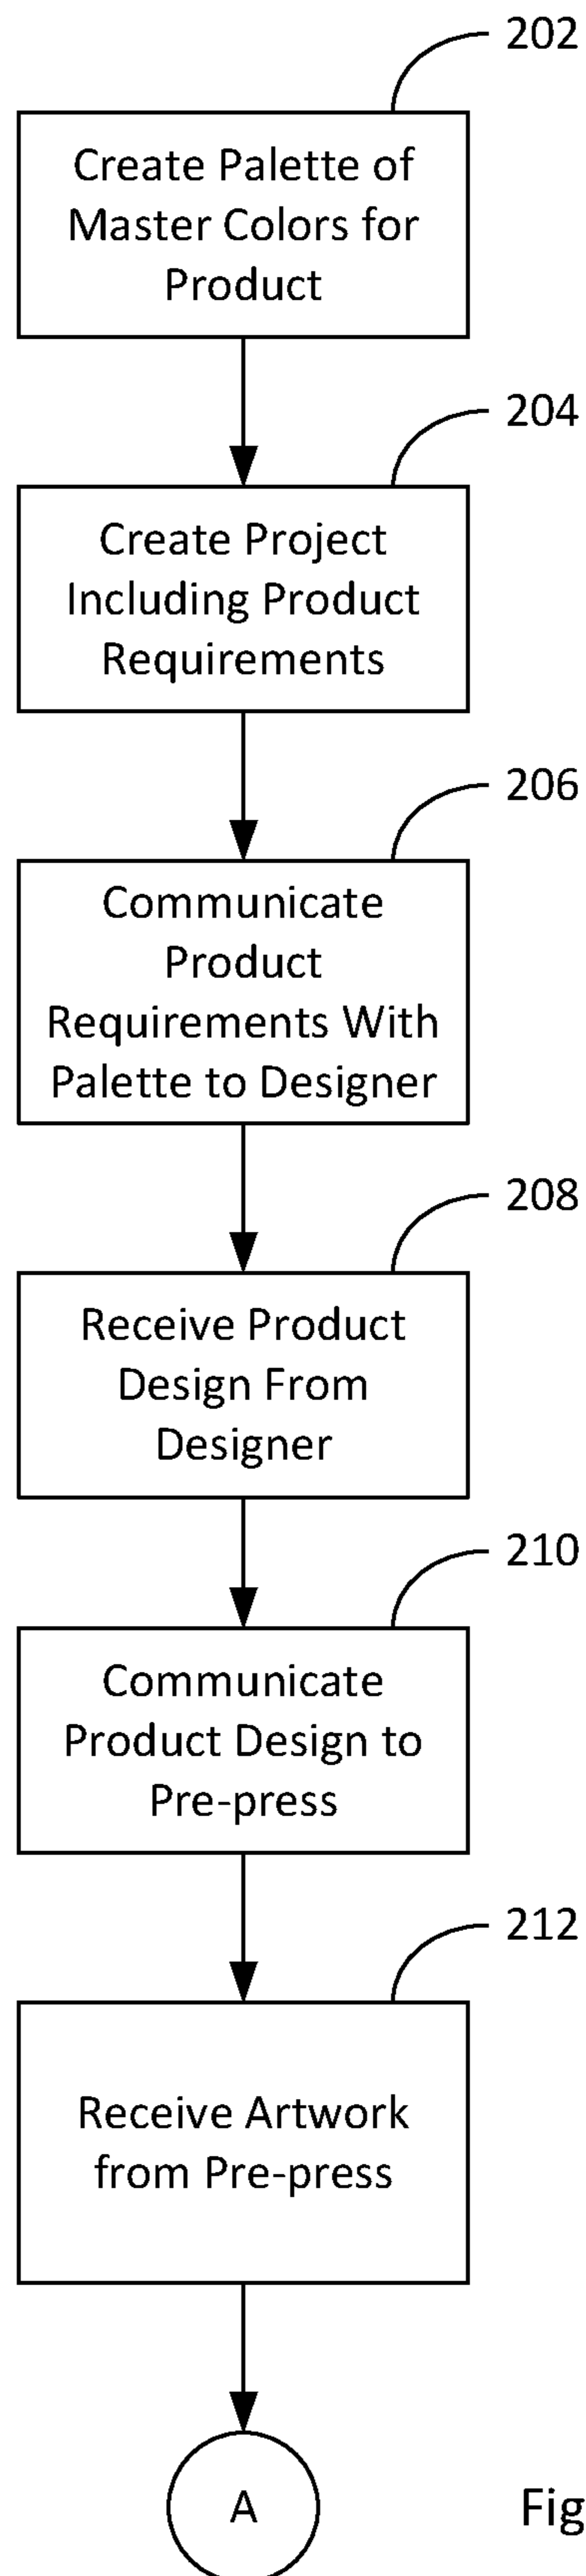 202
Create Palette of
Master Colors for
Product
204
Create Project
Including Product
Requirements
206
Communicate
Product
Requirements With
Palette to Designer
208
Receive Product
Design From
Designer
210
Communicate
Product Design to
Pre-press
212
Receive Artwork
from Pre-press
A
Fig